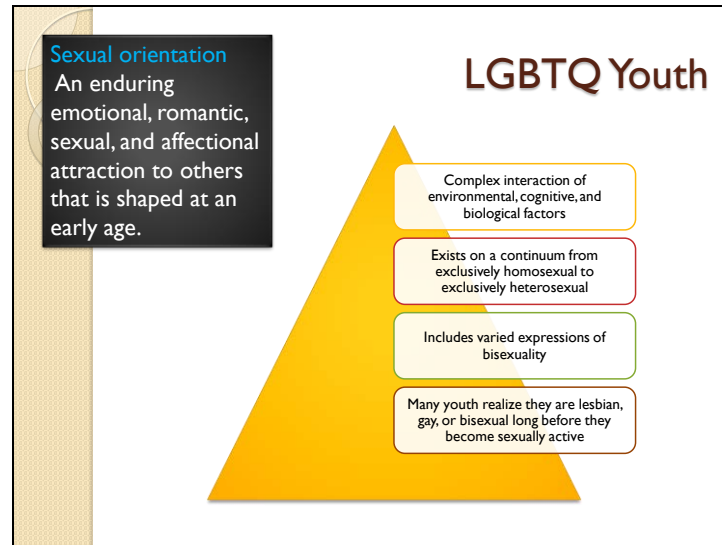 Sexual orientation
An enduring
emotional, romantic,
sexual, and affectional
attraction to others
that is shaped at an
early age.
LGBTQ Youth
Complex interaction of
environmental, cognitive, and
biological factors
Exists on a continuum from
exclusively homosexual to
exclusively heterosexual
Includes varied expressions of
bisexuality
Many youth realize they are lesbian,
gay, or bisexual long before they
become sexually active